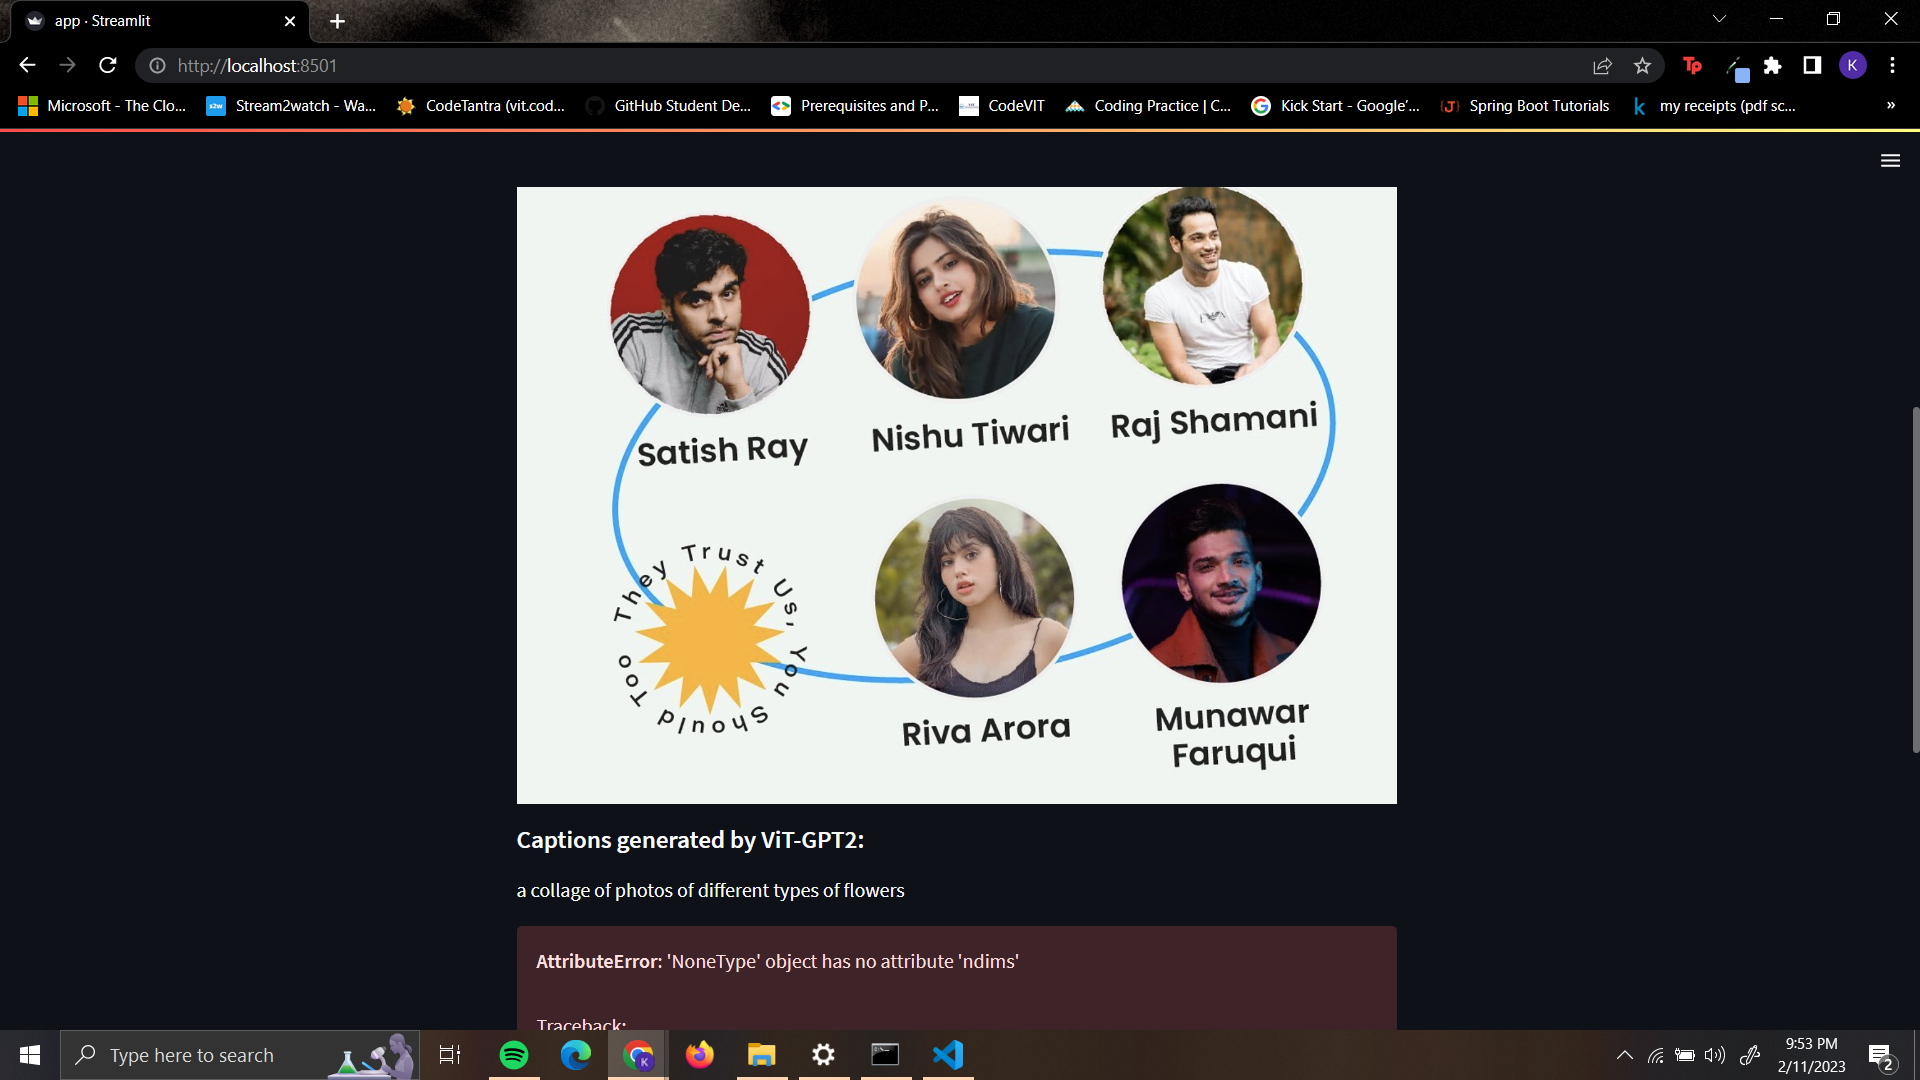 app · Streamlit
http://localhost:8501
K
Microsoft - The Clo...
s2w
Stream2watch - Wa...
CodeTantra (vit.cod...
GitHub Student De...
Prerequisites and P...
CodeVIT
Coding Practice | C...
Kick Start - Google’...
Spring Boot Tutorials
my receipts (pdf sc...
»
Satish Ray
Nishu Tiwari
Raj Shamani
They Trust Us, You Should Too
Riva Arora
Munawar
Faruqui
Captions generated by ViT-GPT2:
a collage of photos of different types of flowers
AttributeError: 'NoneType' object has no attribute 'ndims'
Traceback:
Type here to search
9:53 PM
2/11/2023
2